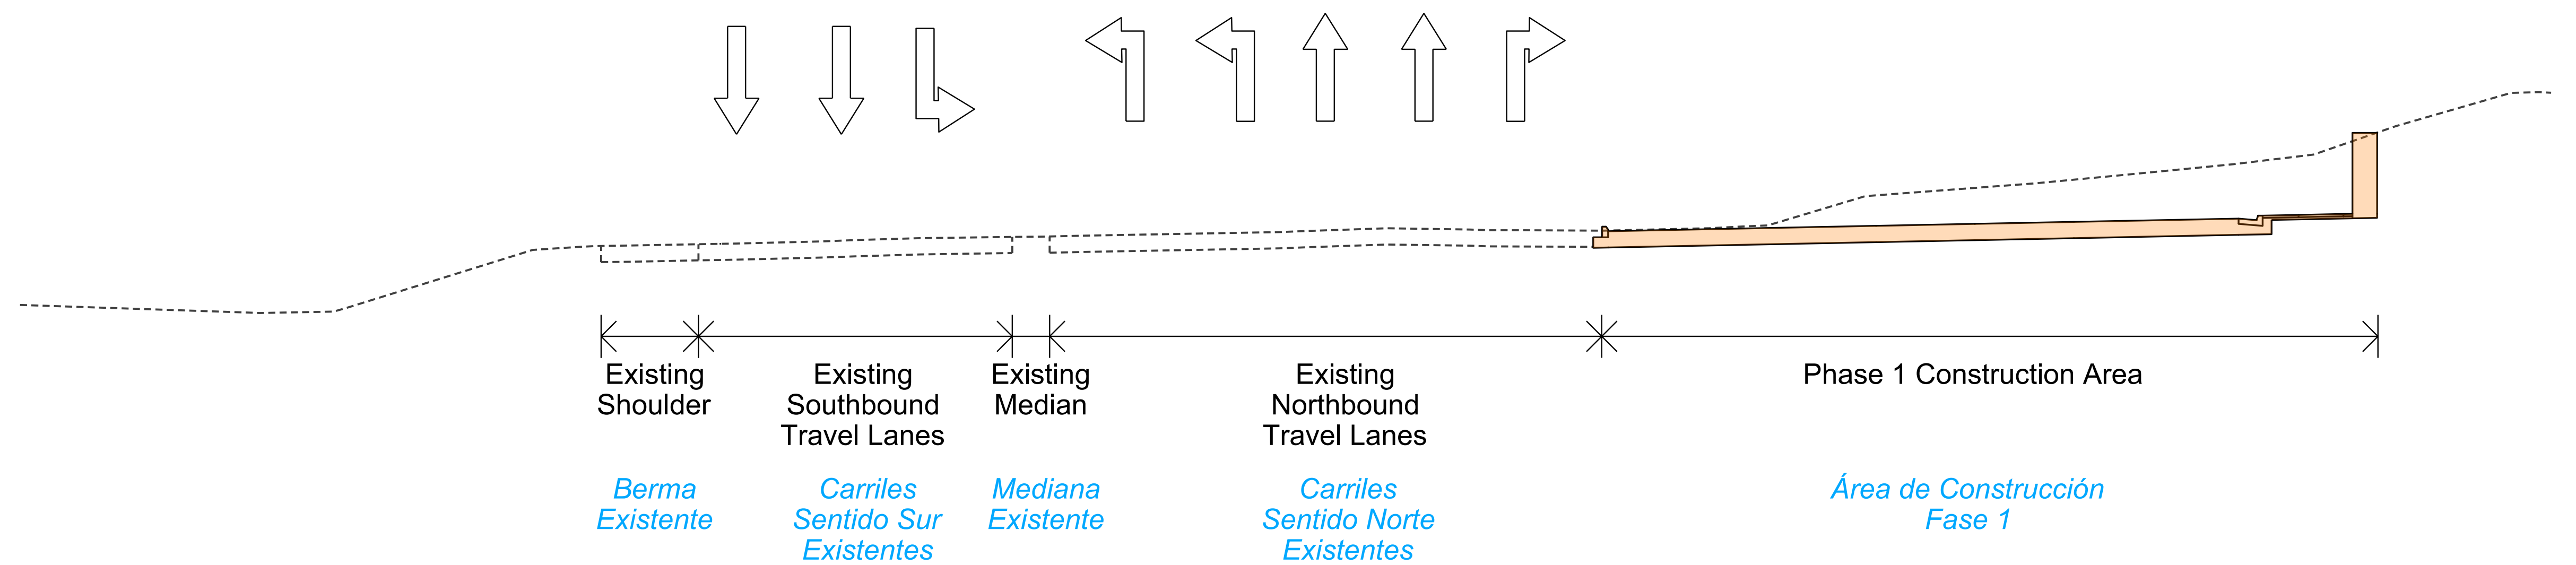 Existing
Shoulder
Existing
Southbound
Travel Lanes
Existing
Median
Existing
Northbound
Travel Lanes
Phase 1 Construction Area
Berma
Existente
Carriles
Sentido Sur
Existentes
Mediana
Existente
Carriles
Sentido Norte
Existentes
Área de Construcción
Fase 1